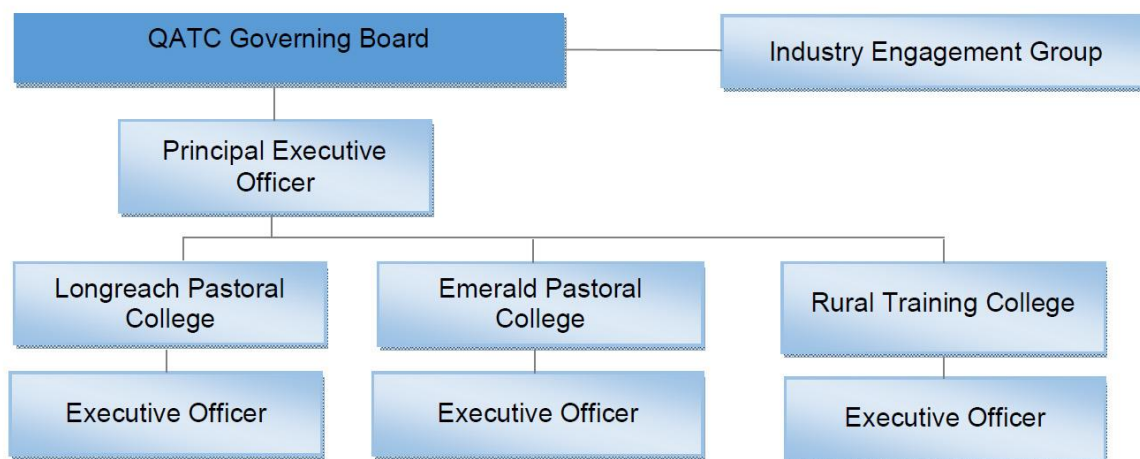 QATC Governing Board
Industry Engagement Group
Principal Executive
Officer
Longreach Pastoral
College
Emerald Pastoral
College
Rural Training College
Executive Officer
Executive Officer
Executive Officer